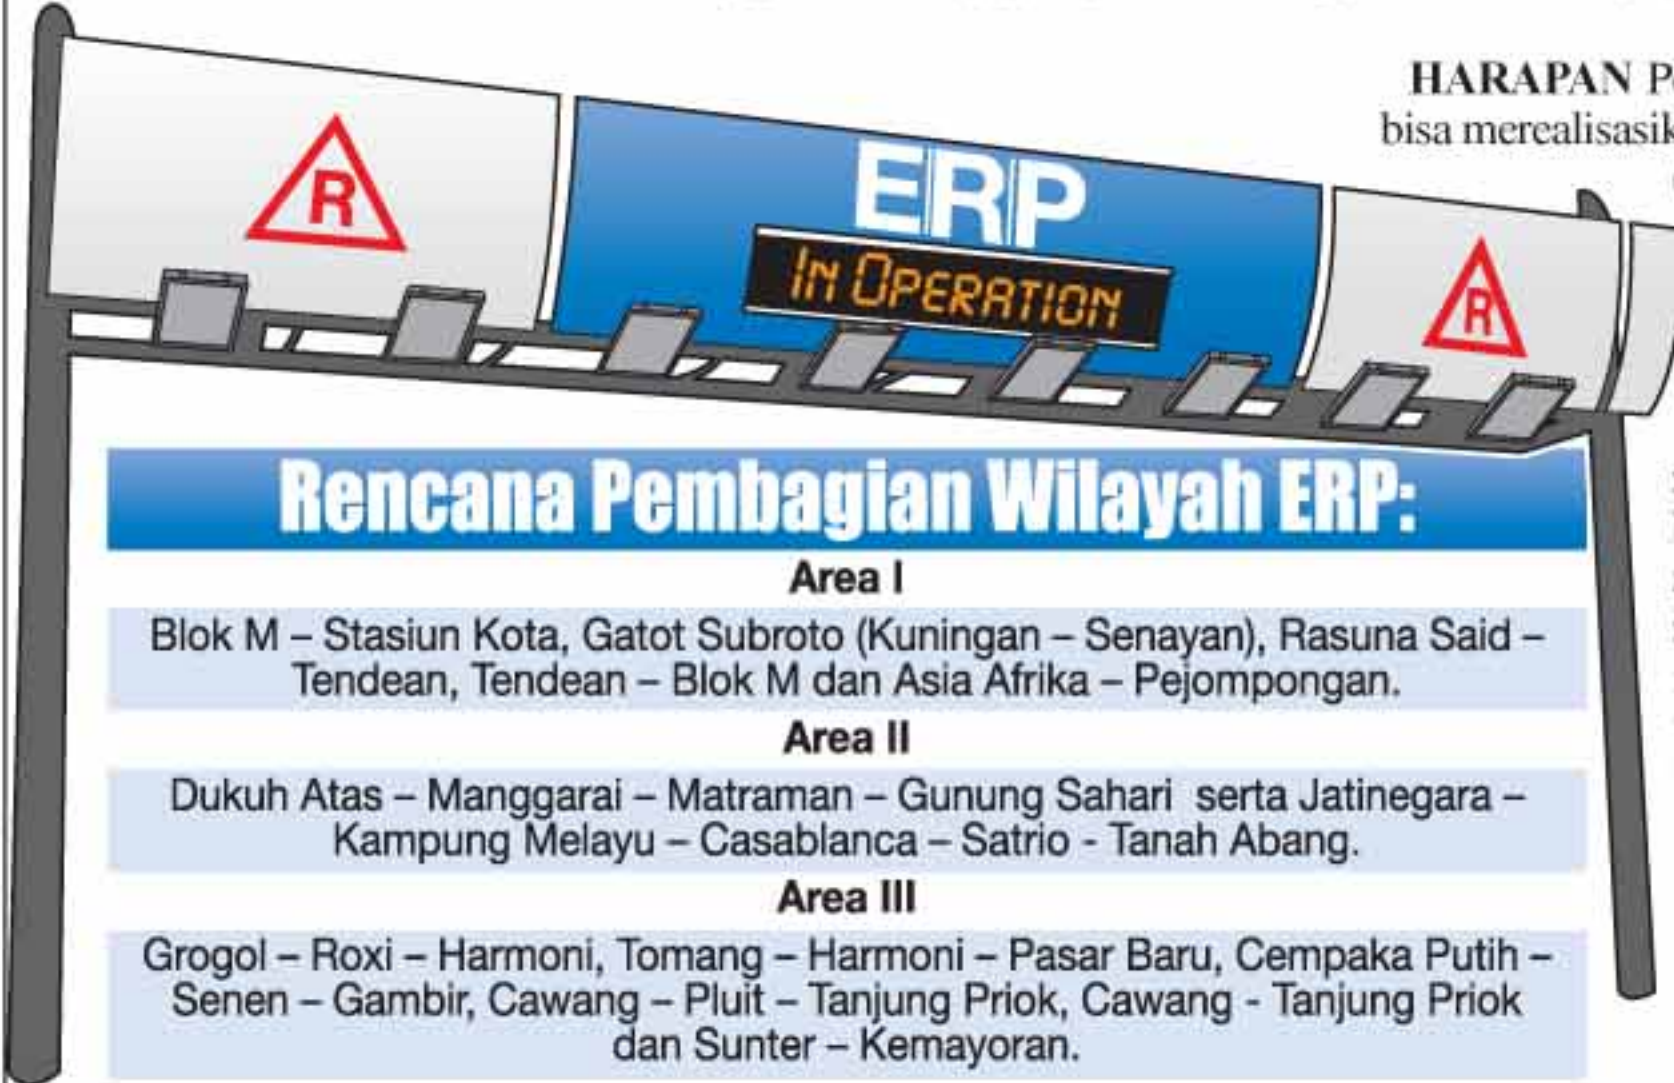 HARAPAN
bisa
R
ERP
IN OPERATION
R
Rencana Pembagian Wilayah ERP:
Area I
Blok M – Stasiun Kota, Gatot Subroto (Kuningan – Senayan), Rasuna Said –
Tendean, Tendean – Blok M dan Asia Afrika – Pejompongan.
Area II
Dukuh Atas – Manggarai – Matraman – Gunung Sahari serta Jatinegara –
Kampung Melayu – Casablanca – Satrio - Tanah Abang.
Area III
Grogol – Roxi – Harmoni, Tomang – Harmoni – Pasar Baru, Cempaka Putih –
Senen – Gambir, Cawang – Pluit – Tanjung Priok, Cawang - Tanjung Priok
dan Sunter – Kemayoran.